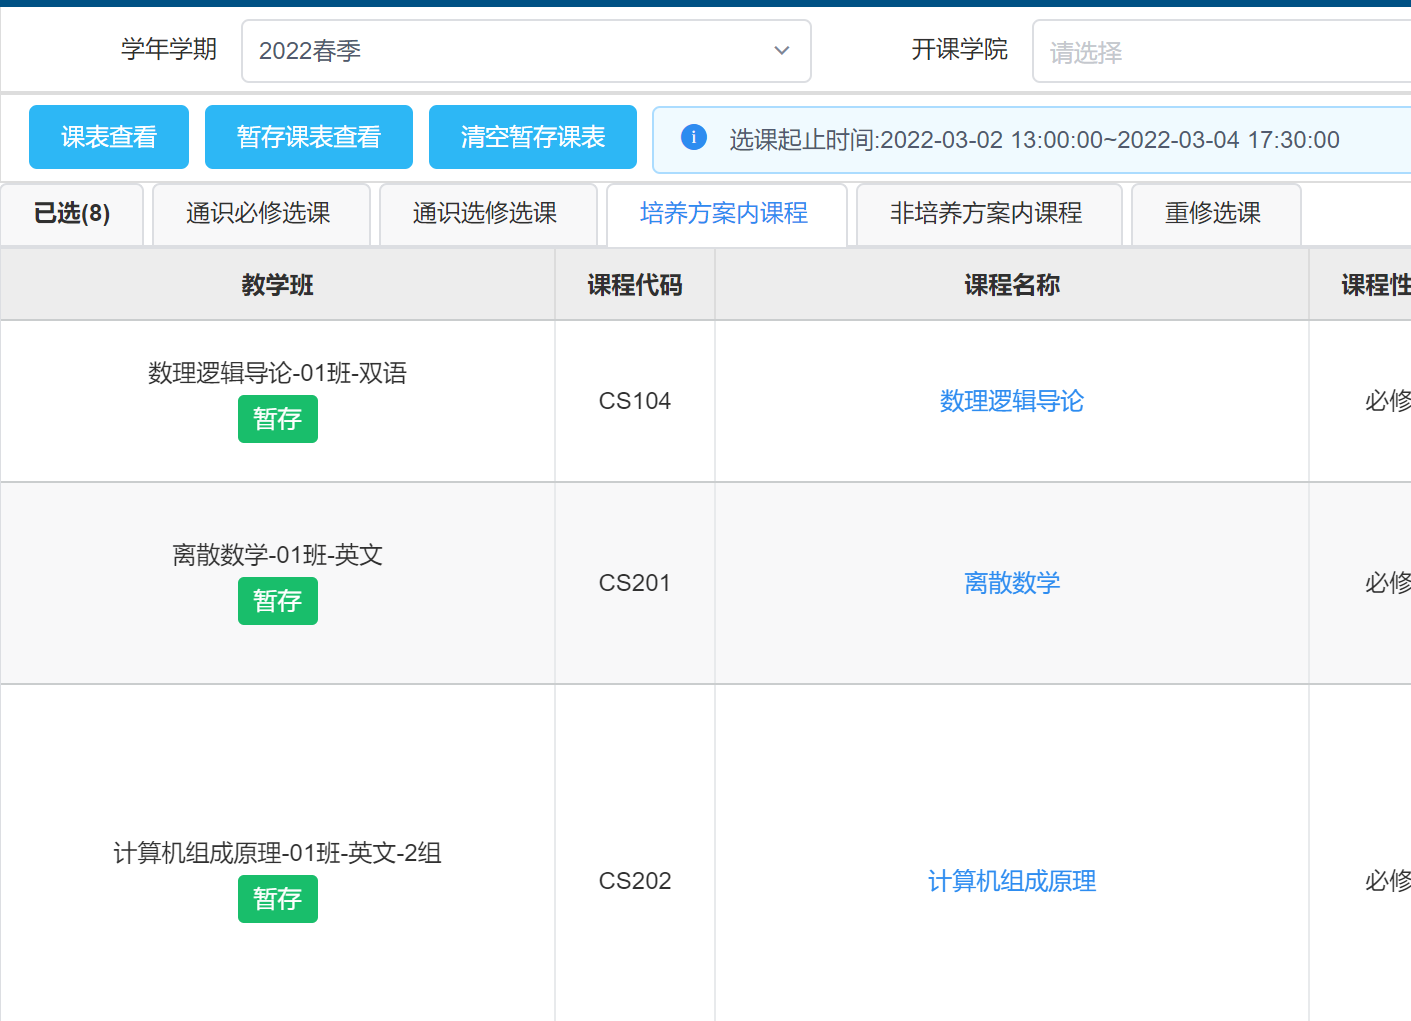 学年学期 2022春季 开课学院 请选择
课表查看 暂存课表查看 清空暂存课表 选课起止时间:2022-03-02 13:00:00~2022-03-04 17:30:00
已选(8) 通识必修选课 通识选修选课 培养方案内课程 非培养方案内课程 重修选课
教学班 课程代码 课程名称 课程性
数理逻辑导论-01班-双语
暂存
CS104 数理逻辑导论 必修
离散数学-01班-英文
暂存
CS201 离散数学 必修
计算机组成原理-01班-英文-2组
暂存
CS202 计算机组成原理 必修